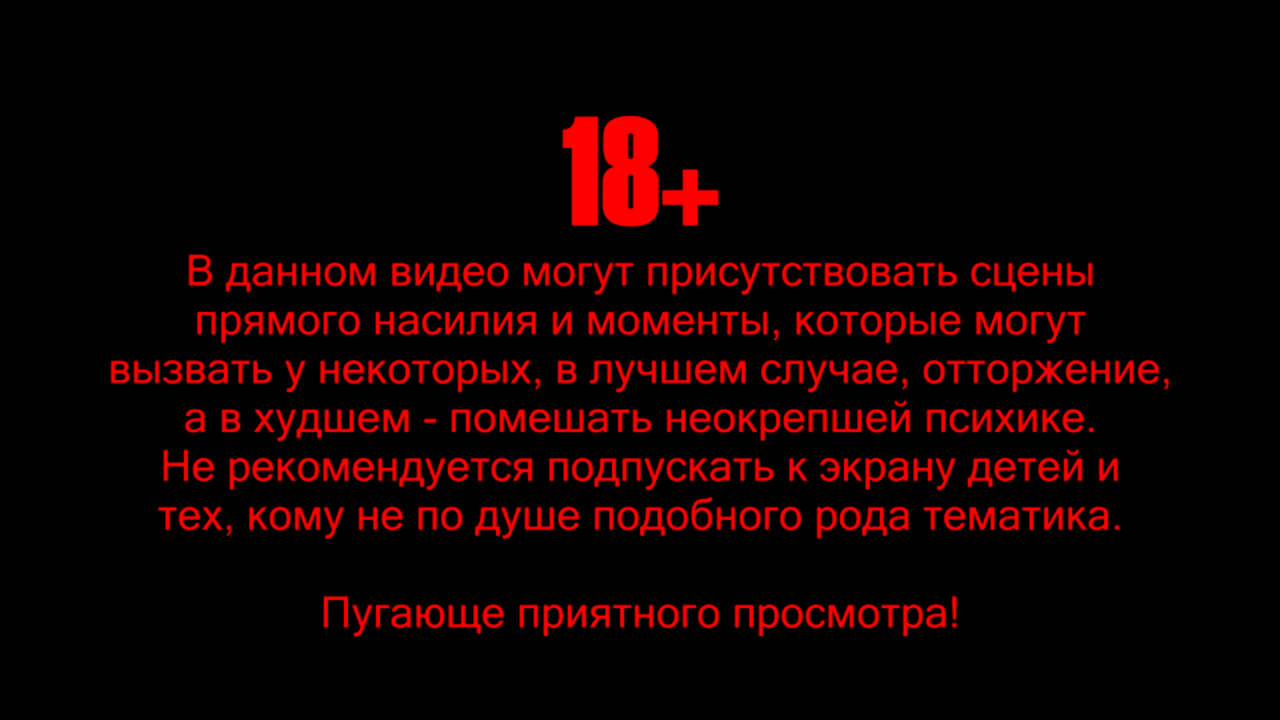 18+
В данном видео могут присутствовать сцены
прямого насилия и моменты, которые могут
вызвать у некоторых, в лучшем случае, отторжение,
а в худшем - помешать неокрепшей психике.
Не рекомендуется подпускать к экрану детей и
тех, кому не по душе подобного рода тематика.
Пугающе приятного просмотра!